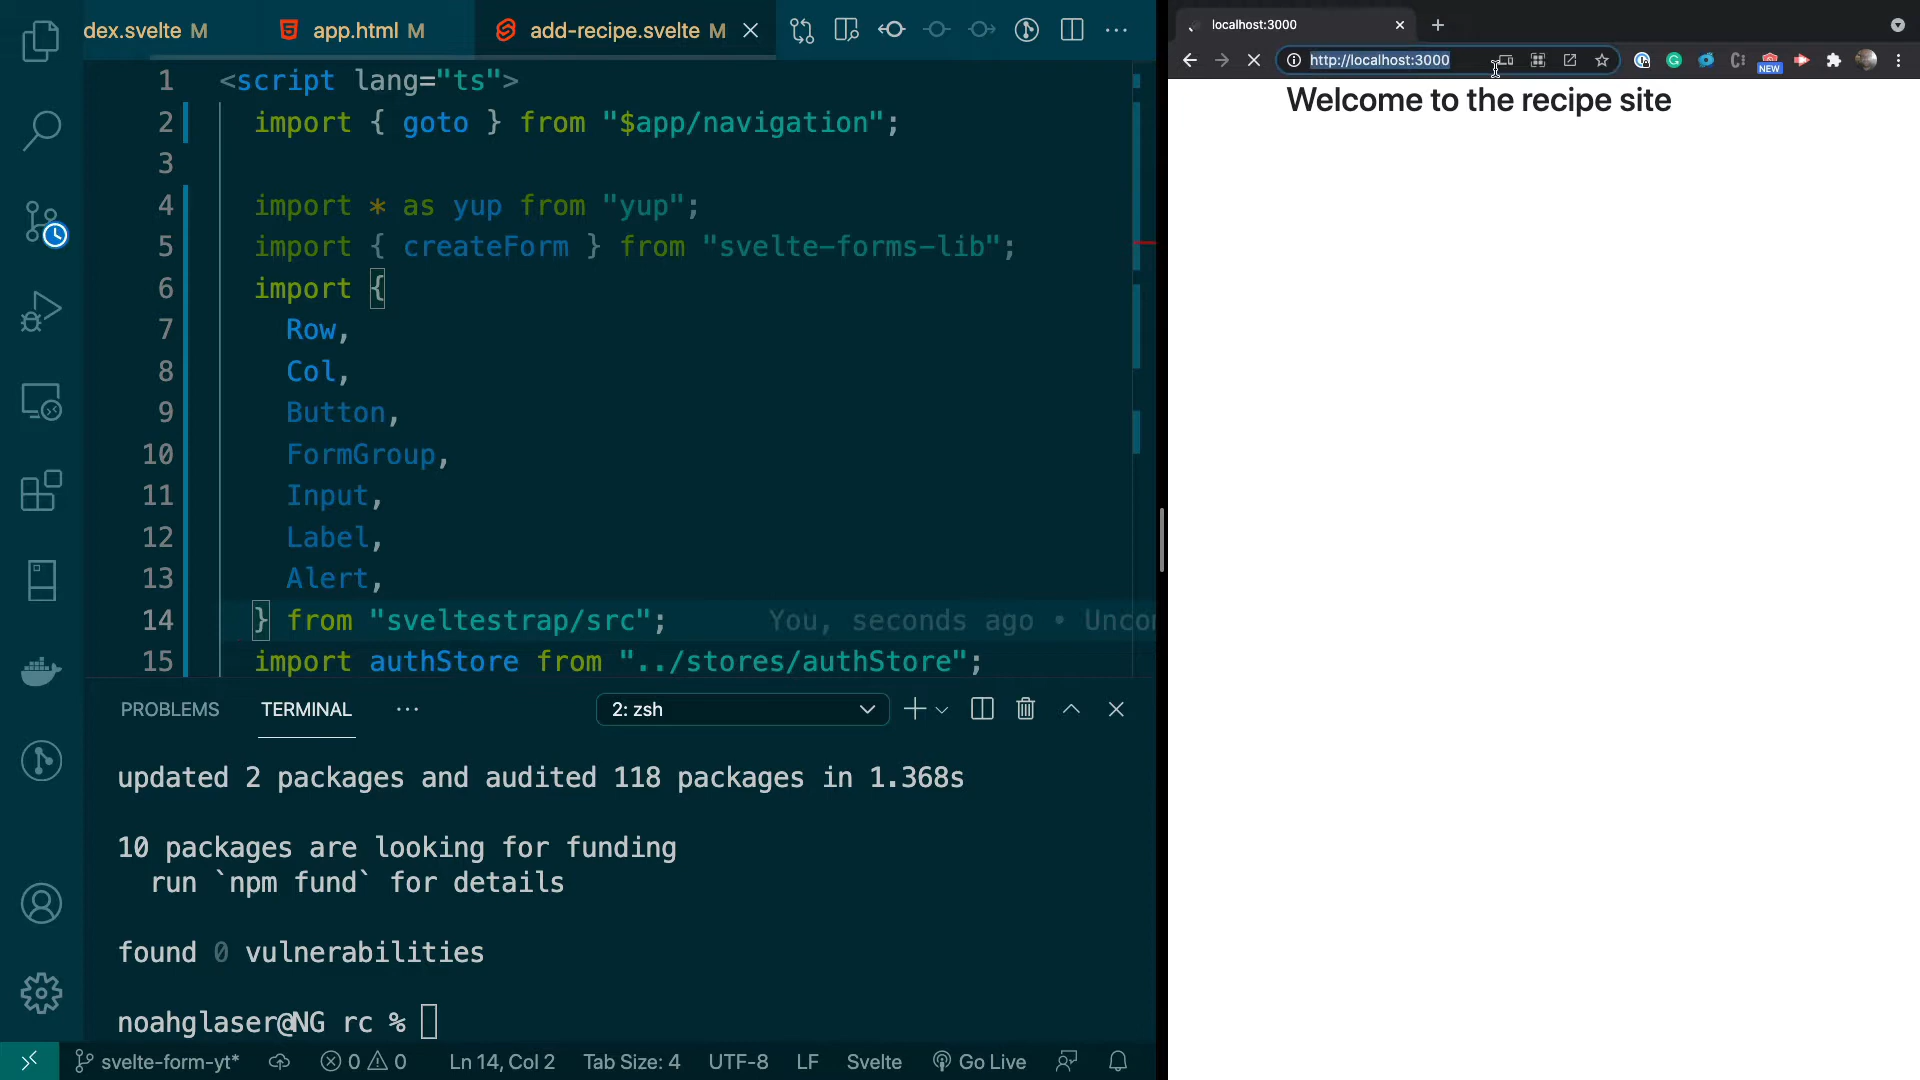 dex.svelte M
app.html M
add-recipe.svelte M
1 <script lang="ts">
2 import { goto } from "$app/navigation";
3
4 import * as yup from "yup";
5 import { createForm } from "svelte-forms-lib";
6 import {
7 Row,
8 Col,
9 Button,
10 FormGroup,
11 Input,
12 Label,
13 Alert,
14 } from "sveltestrap/src"; You, seconds ago • Uncor
15 import authStore from "../stores/authStore";
PROBLEMS TERMINAL ··· 2: zsh
updated 2 packages and audited 118 packages in 1.368s
10 packages are looking for funding
run `npm fund` for details
found 0 vulnerabilities
noahglaser@NG rc %
svelte-form-yt* 0 0 Ln 14, Col 2 Tab Size: 4 UTF-8 LF Svelte Go Live
localhost:3000
http://localhost:3000
NEW
Welcome to the recipe site